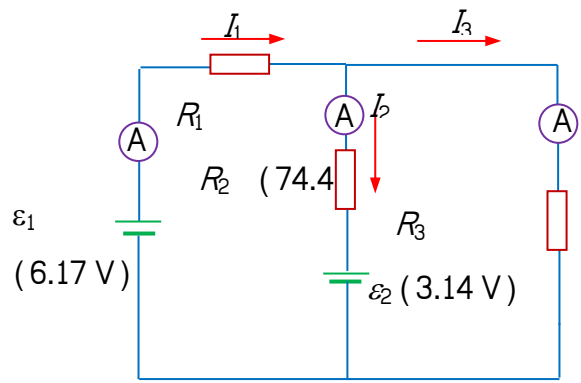 I₁
I₃
A
R₁
A
I₂
A
R₂ (74.4
ε₁
R₃
(6.17 V)
ε₂ (3.14 V)